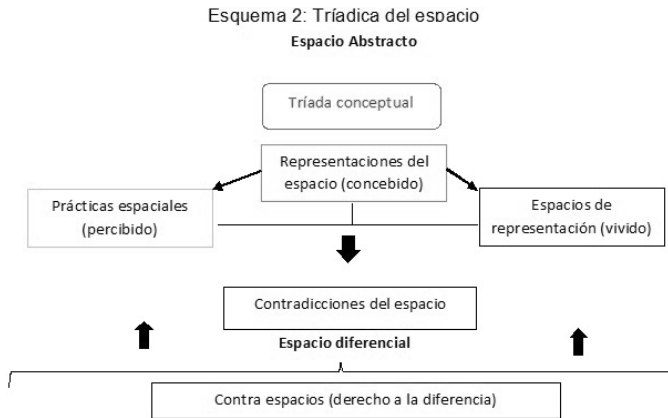 Esquema 2: Tríadica del espacio
Espacio Abstracto
Tríada conceptual
Representaciones del
espacio (concebido)
Prácticas espaciales
(percibido)
Espacios de
representación (vivido)
Contradicciones del espacio
Espacio diferencial
Contra espacios (derecho a la diferencia)